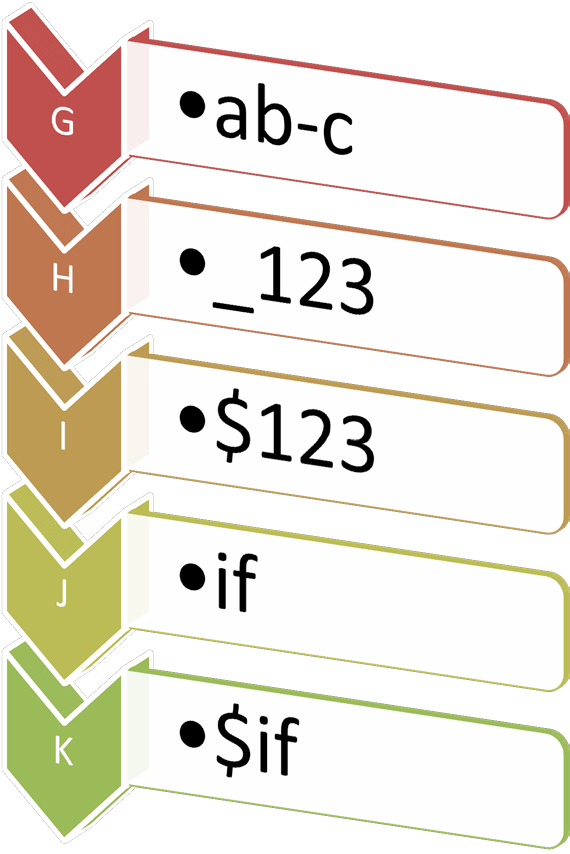 G
•ab-c
H
•_123
I
•$123
J
•if
K
•$if